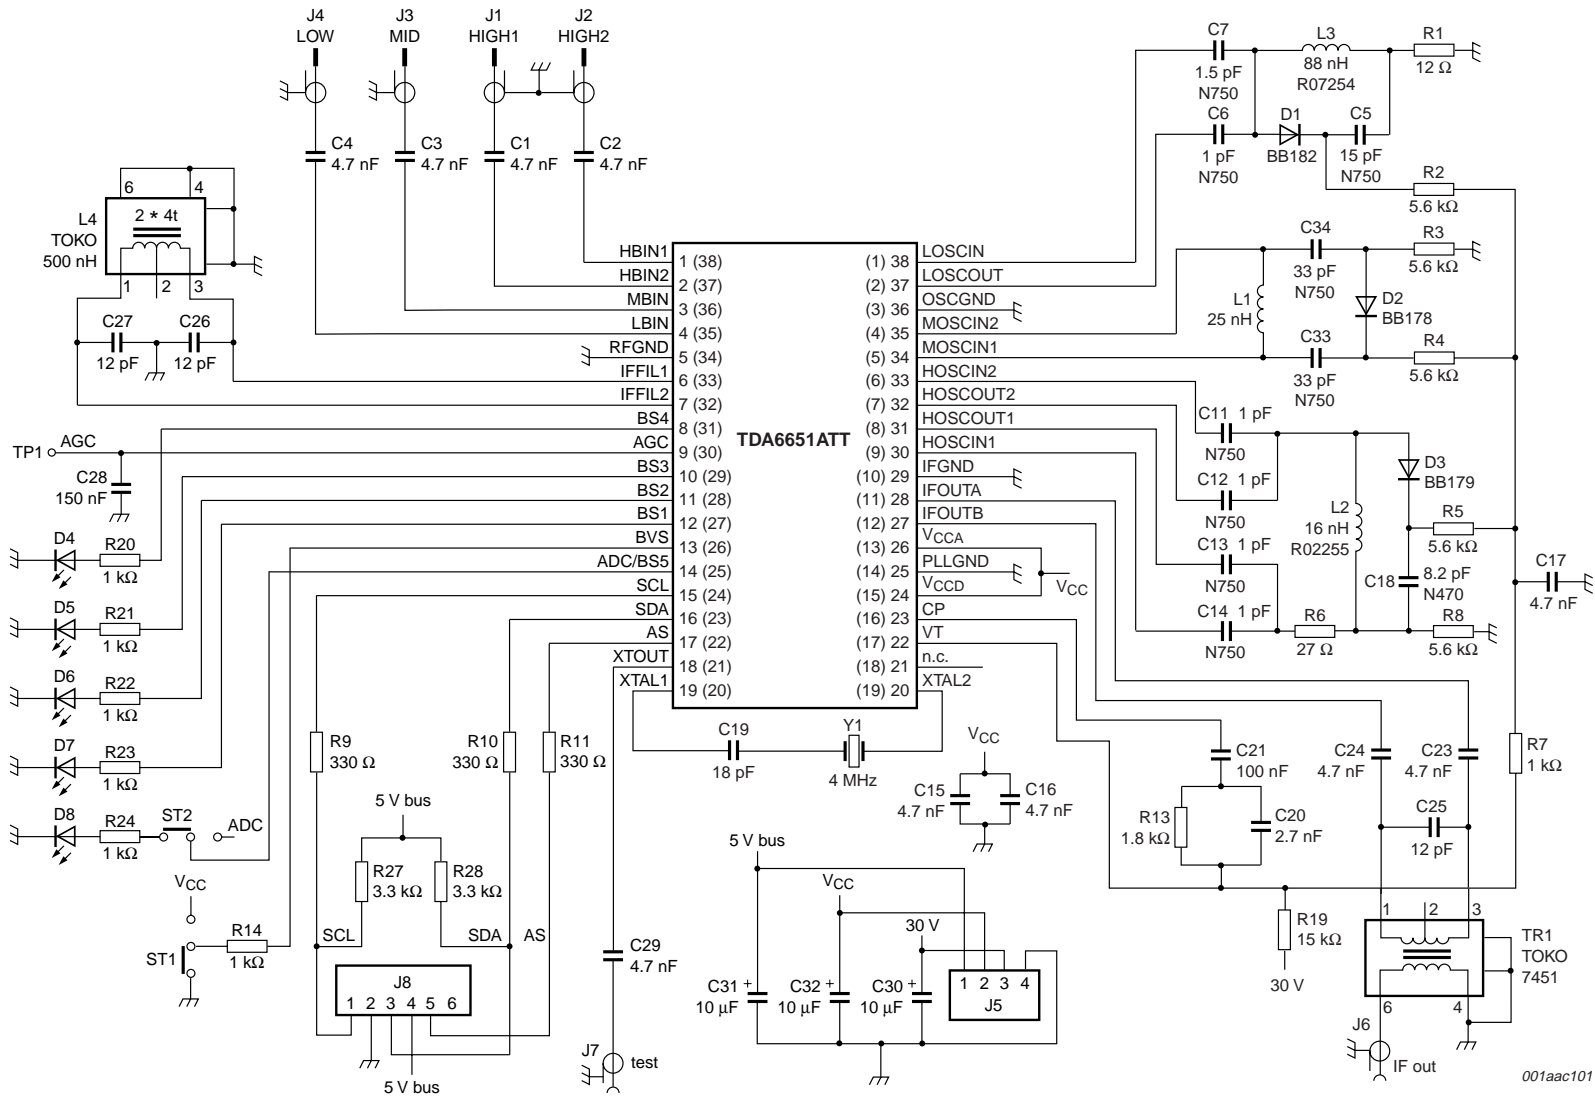 J4
LOW
J3
MID
J1
HIGH1
J2
HIGH2
C4
4.7 nF
C3
4.7 nF
C1
4.7 nF
C2
4.7 nF
C7
1.5 pF
N750
L3
88 nH
R07254
R1
12 Ω
C6
1 pF
N750
D1
BB182
C5
15 pF
N750
R2
5.6 kΩ
6
4
2 * 4t
L4
TOKO
500 nH
1
2
3
C27
12 pF
C26
12 pF
C34
33 pF
N750
R3
5.6 kΩ
L1
25 nH
D2
BB178
C33
33 pF
N750
R4
5.6 kΩ
TDA6651ATT
HBIN1 1 (38)
HBIN2 2 (37)
MBIN 3 (36)
LBIN 4 (35)
RFGND 5 (34)
IFFIL1 6 (33)
IFFIL2 7 (32)
BS4 8 (31)
AGC 9 (30)
BS3 10 (29)
BS2 11 (28)
BS1 12 (27)
BVS 13 (26)
ADC/BS5 14 (25)
SCL 15 (24)
SDA 16 (23)
AS 17 (22)
XTOUT 18 (21)
XTAL1 19 (20)
(1) 38 LOSCIN
(2) 37 LOSCOUT
(3) 36 OSCGND
(4) 35 MOSCIN2
(5) 34 MOSCIN1
(6) 33 HOSCIN2
(7) 32 HOSCOUT2
(8) 31 HOSCOUT1
(9) 30 HOSCIN1
(10) 29 IFGND
(11) 28 IFOUTA
(12) 27 IFOUTB
(13) 26 VCCA
(14) 25 PLLGND
(15) 24 VCCD
(16) 23 CP
(17) 22 VT
(18) 21 n.c.
(19) 20 XTAL2
VCC
TP1
AGC
C28
150 nF
D4
R20
1 kΩ
D5
R21
1 kΩ
D6
R22
1 kΩ
D7
R23
1 kΩ
D8
R24
1 kΩ
ST2
ADC
VCC
ST1
R14
1 kΩ
C11 1 pF
N750
C12 1 pF
N750
C13 1 pF
N750
C14 1 pF
N750
D3
BB179
L2
16 nH
R02255
R5
5.6 kΩ
C18
8.2 pF
N470
R6
27 Ω
R8
5.6 kΩ
C17
4.7 nF
R9
330 Ω
R10
330 Ω
R11
330 Ω
C19
18 pF
Y1
4 MHz
VCC
C15
4.7 nF
C16
4.7 nF
C21
100 nF
R13
1.8 kΩ
C20
2.7 nF
C24
4.7 nF
C23
4.7 nF
R7
1 kΩ
C25
12 pF
5 V bus
R27
3.3 kΩ
R28
3.3 kΩ
SCL
SDA
AS
J8
1 2 3 4 5 6
5 V bus
C29
4.7 nF
J7
test
5 V bus
VCC
30 V
C31
+
10 μF
C32
+
10 μF
C30
+
10 μF
1 2 3 4
J5
R19
15 kΩ
30 V
1
2
3
TR1
TOKO
7451
6
4
J6
IF out
001aac101